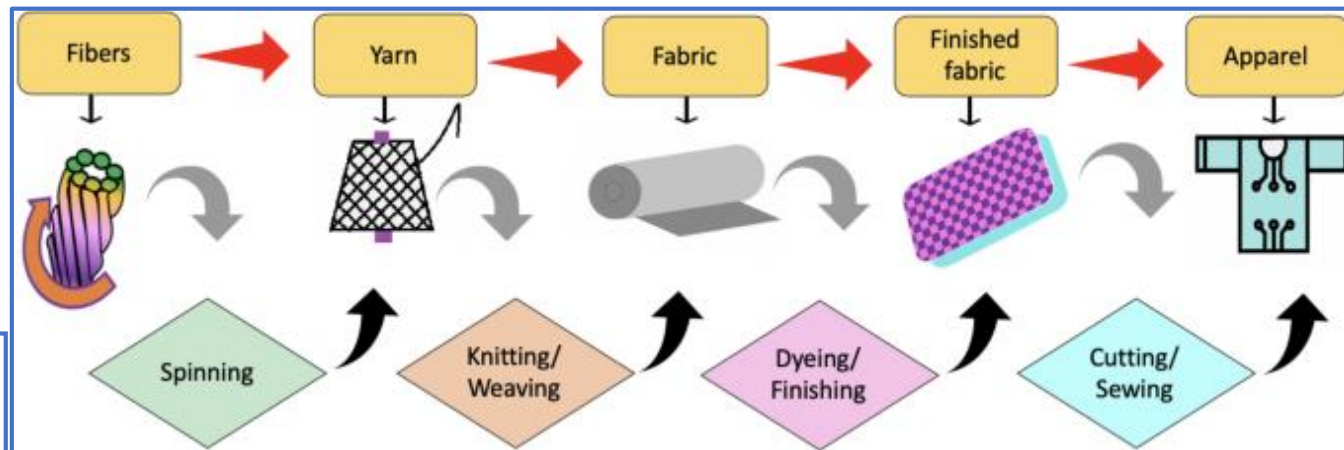 Fibers
Yarn
Fabric
Finished
fabric
Apparel
Spinning
Knitting/
Weaving
Dyeing/
Finishing
Cutting/
Sewing